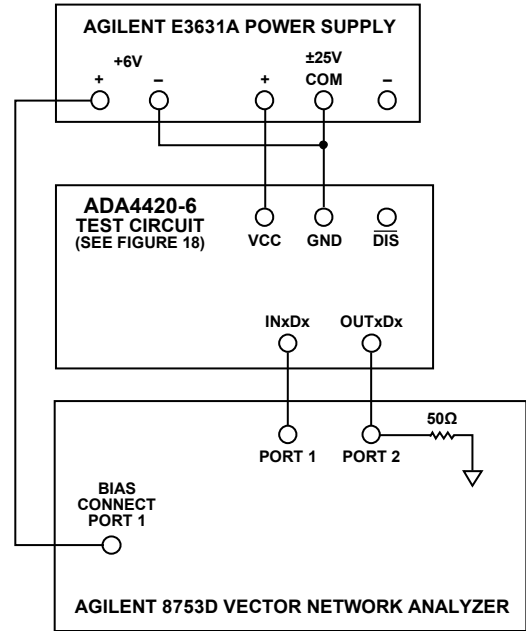 AGILENT E3631A POWER SUPPLY
+6V
±25V
+
–
+
COM
–
ADA4420-6
TEST CIRCUIT
(SEE FIGURE 18)
VCC
GND
DIS
INxDx
OUTxDx
50Ω
PORT 1
PORT 2
BIAS
CONNECT
PORT 1
AGILENT 8753D VECTOR NETWORK ANALYZER